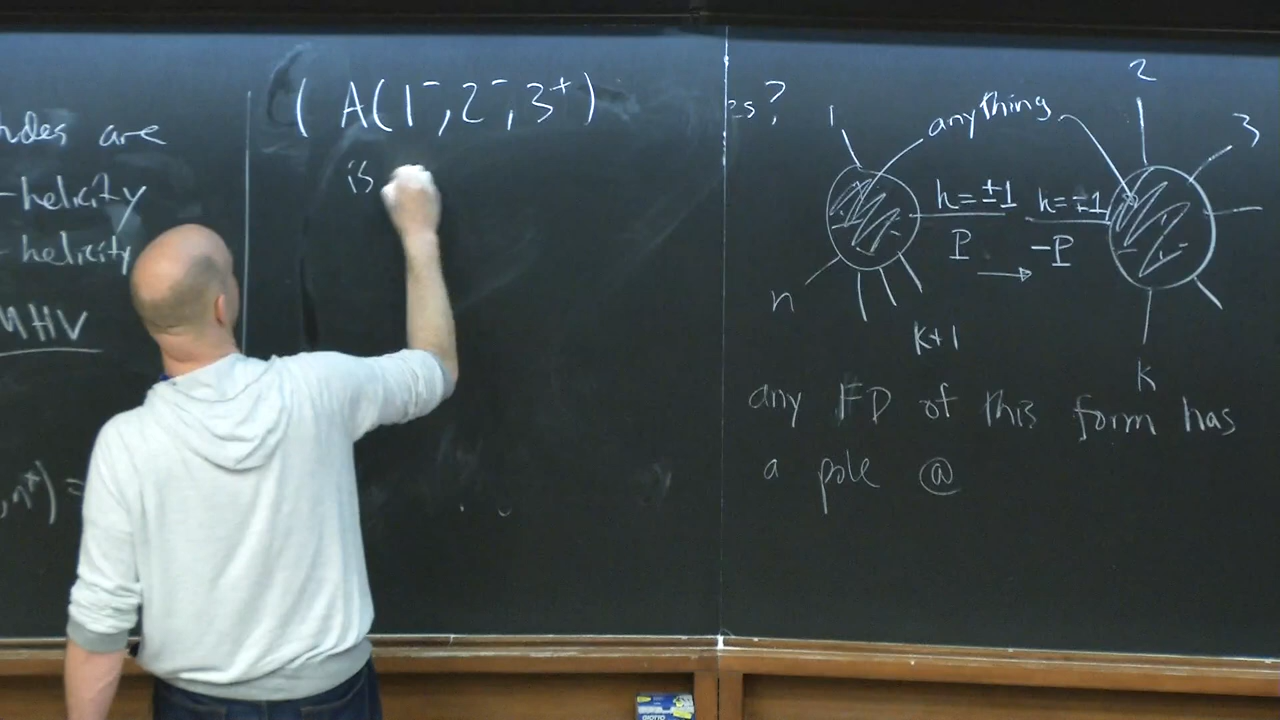 are
-helicity
-helicity
MHV
( A(1⁻, 2⁻, 3⁺)
is
es?
1
anything
2
3
h=±1
h=∓1
P
-P
n
k+1
k
any FD of this form has
a pole @
GIOTTO